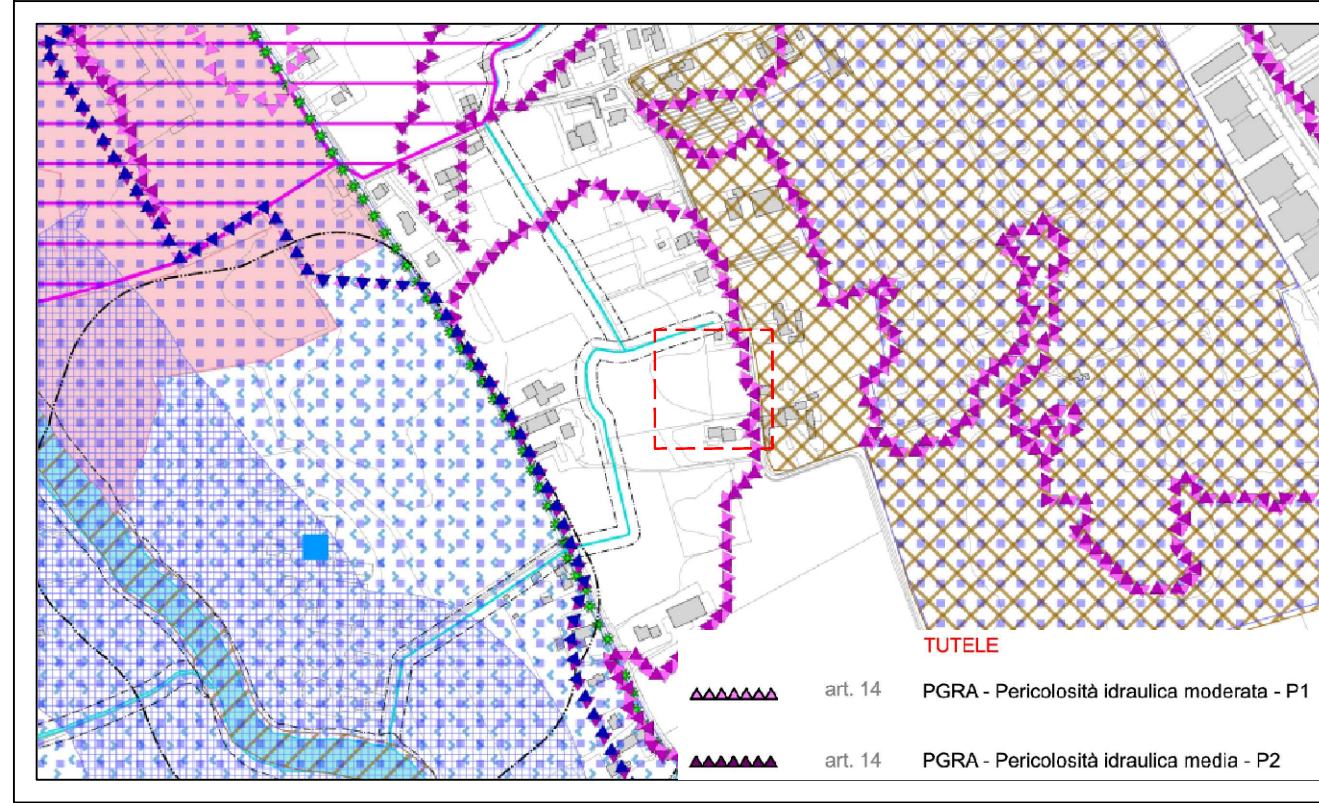 TUTELE
art. 14 PGRA - Pericolosità idraulica moderata - P1
art. 14 PGRA - Pericolosità idraulica media - P2